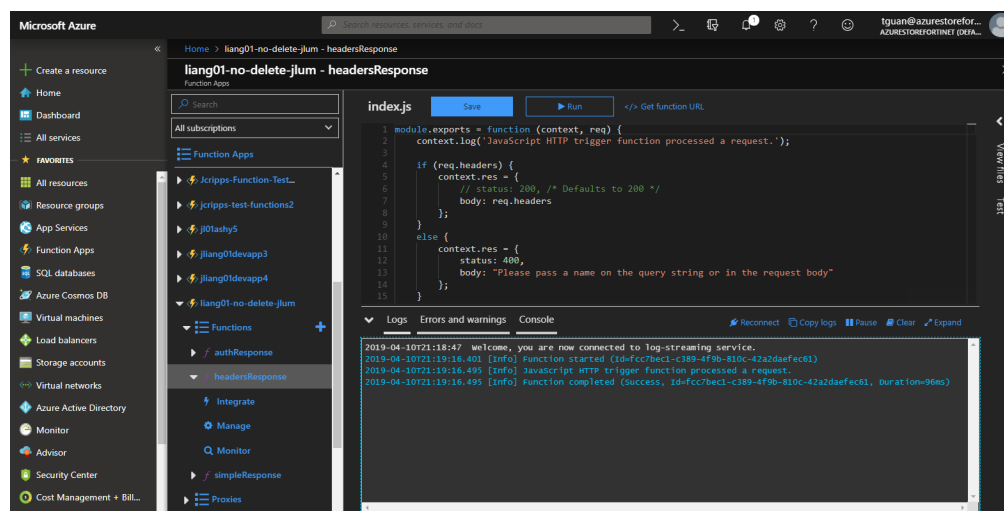 Microsoft Azure
Search resources, services, and docs
1
tguan@azurestorefor...
AZURESTOREFORTINET (DEFA...
Home > liang01-no-delete-jlum - headersResponse
liang01-no-delete-jlum - headersResponse
Function Apps
Create a resource
Home
Dashboard
All services
FAVORITES
All resources
Resource groups
App Services
Function Apps
SQL databases
Azure Cosmos DB
Virtual machines
Load balancers
Storage accounts
Virtual networks
Azure Active Directory
Monitor
Advisor
Security Center
Cost Management + Bill...
Search
All subscriptions
Function Apps
Jcripps-Function-Test...
jcripps-test-functions2
jl01ashy5
jliang01devapp3
jliang01devapp4
liang01-no-delete-jlum
Functions
authResponse
headersResponse
Integrate
Manage
Monitor
simpleResponse
Proxies
index.js
Save
Run
</> Get function URL
1 module.exports = function (context, req) {
2 context.log('JavaScript HTTP trigger function processed a request.');
3
4 if (req.headers) {
5 context.res = {
6 // status: 200, /* Defaults to 200 */
7 body: req.headers
8 };
9 }
10 else {
11 context.res = {
12 status: 400,
13 body: "Please pass a name on the query string or in the request body"
14 };
15 }
View files
Test
Logs Errors and warnings Console
Reconnect Copy logs Pause Clear Expand
2019-04-10T21:18:47 Welcome, you are now connected to log-streaming service.
2019-04-10T21:19:16.401 [Info] Function started (Id=fcc7bec1-c389-4f9b-810c-42a2daefec61)
2019-04-10T21:19:16.495 [Info] JavaScript HTTP trigger function processed a request.
2019-04-10T21:19:16.495 [Info] Function completed (Success, Id=fcc7bec1-c389-4f9b-810c-42a2daefec61, Duration=96ms)